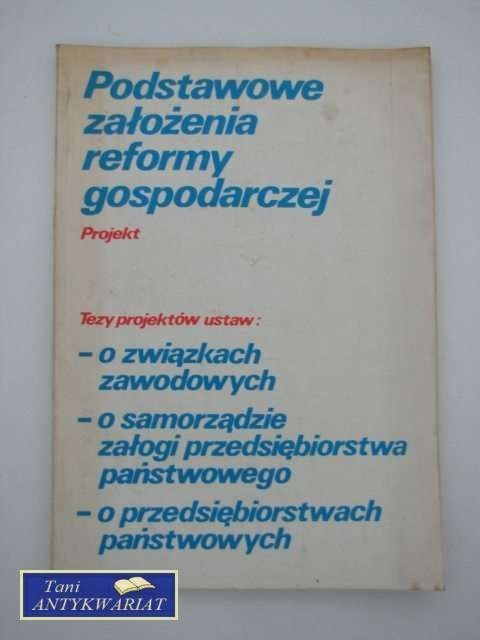 Podstawowe
założenia
reformy
gospodarczej
Projekt
Tezy projektów ustaw:
- o związkach
zawodowych
- o samorządzie
załogi przedsiębiorstwa
państwowego
- o przedsiębiorstwach
państwowych
Tani
ANTYKWARIAT